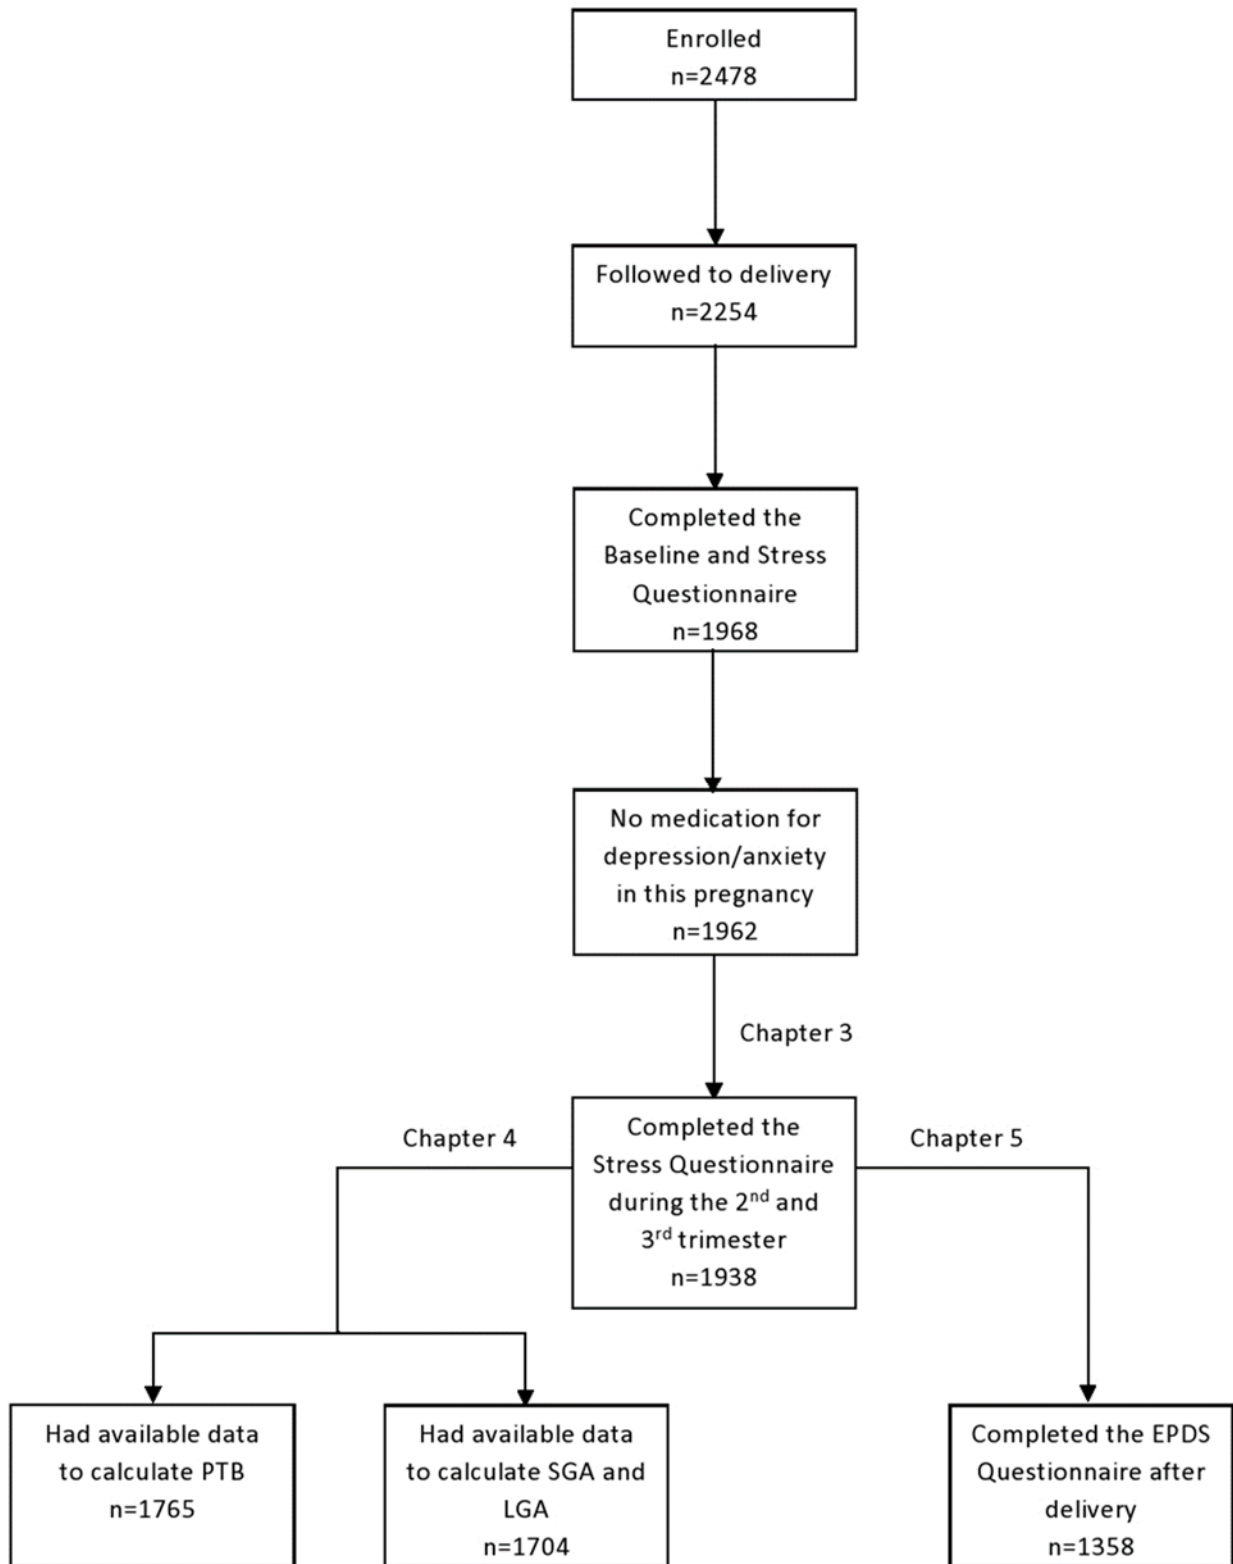 Enrolled
n=2478
Followed to delivery
n=2254
Completed the
Baseline and Stress
Questionnaire
n=1968
No medication for
depression/anxiety
in this pregnancy
n=1962
Chapter 3
Chapter 4
Completed the
Stress Questionnaire
during the 2nd and
3rd trimester
n=1938
Chapter 5
Had available data
to calculate PTB
n=1765
Had available data
to calculate SGA and
LGA
n=1704
Completed the EPDS
Questionnaire after
delivery
n=1358